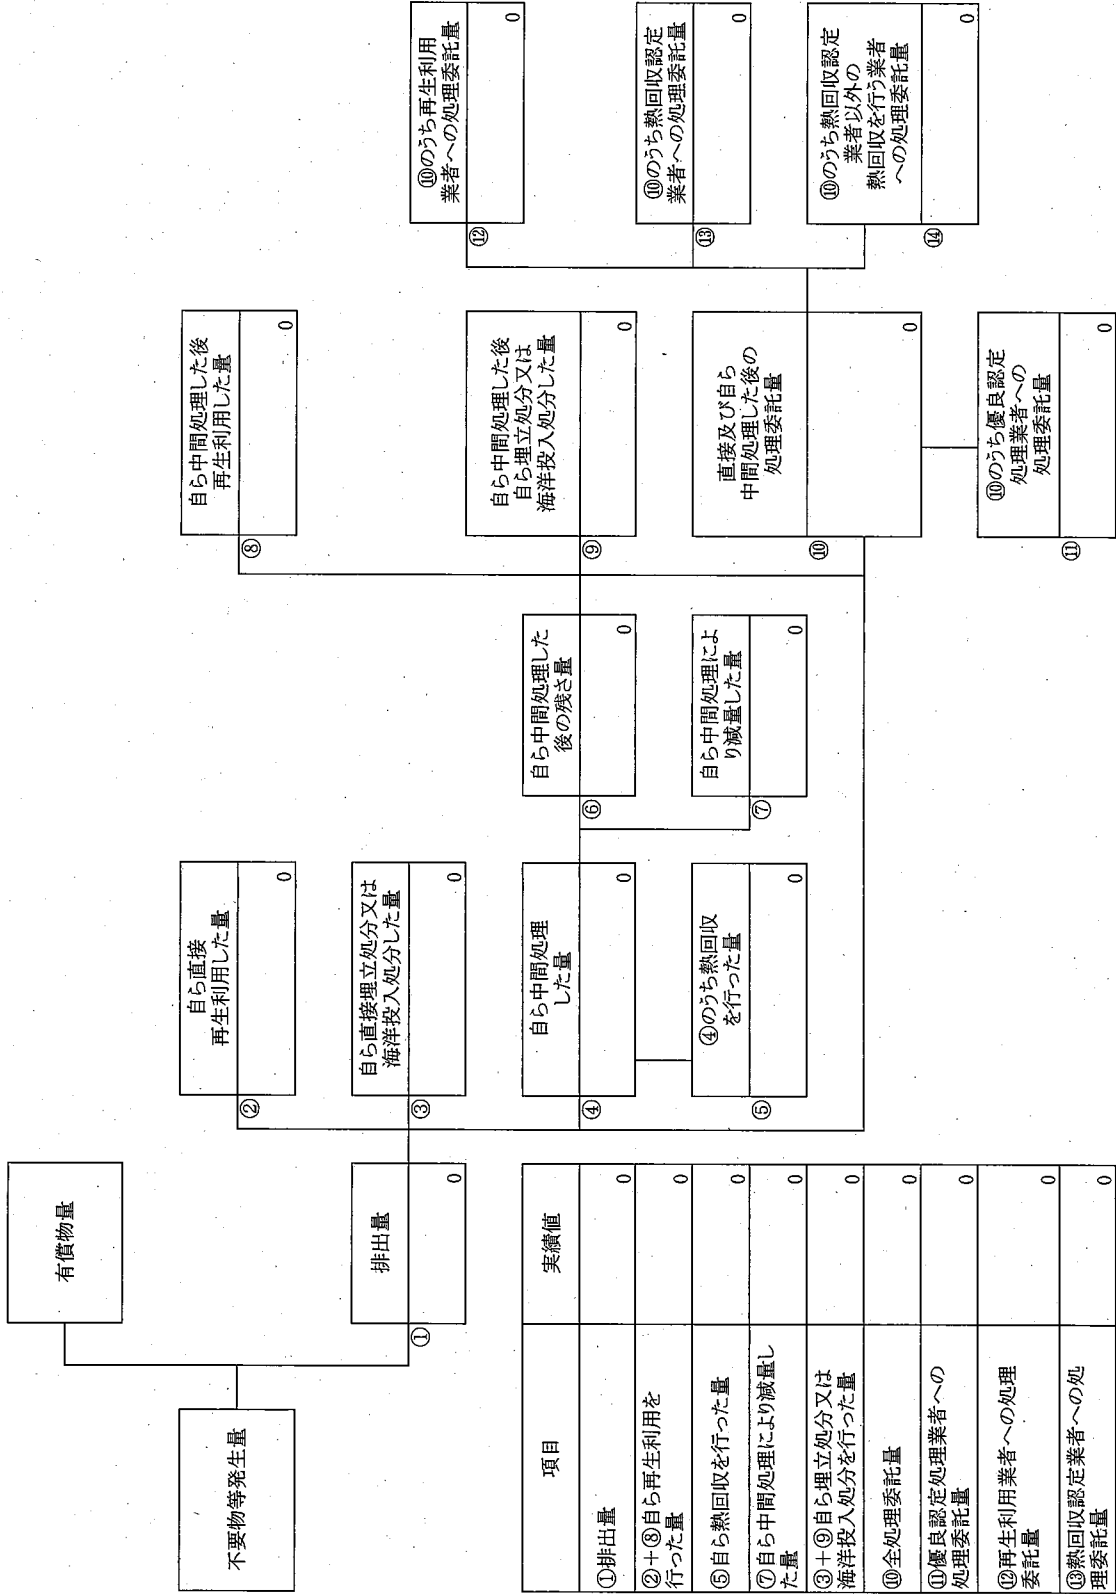 不要物等発生量
有償物量
①
排出量
0
②
自ら直接
再生利用した量
0
③
自ら直接埋立処分又は
海洋投入処分した量
0
④
自ら中間処理
した量
0
⑤
④のうち熱回収
を行った量
0
⑥
自ら中間処理した
後の残さ量
0
⑦
自ら中間処理によ
り減量した量
0
⑧
自ら中間処理した後
再生利用した量
0
⑨
自ら中間処理した後
自ら埋立処分又は
海洋投入処分した量
0
⑩
直接及び自ら
中間処理した後の
処理委託量
0
⑪
⑩のうち優良認定
処理業者への
処理委託量
0
⑫
⑩のうち再生利用
業者への処理委託量
0
⑬
⑩のうち熱回収認定
業者への処理委託量
0
⑭
⑩のうち熱回収認定
業者以外の
熱回収を行う業者
への処理委託量
0
項目
実績値
①排出量
0
②+⑧自ら再生利用を
行った量
0
⑤自ら熱回収を行った量
0
⑦自ら中間処理により減量し
た量
0
③+⑨自ら埋立処分又は
海洋投入処分を行った量
0
⑩全処理委託量
0
⑪優良認定処理業者への
処理委託量
0
⑫再生利用業者への処理
委託量
0
⑬熱回収認定業者への処
理委託量
0